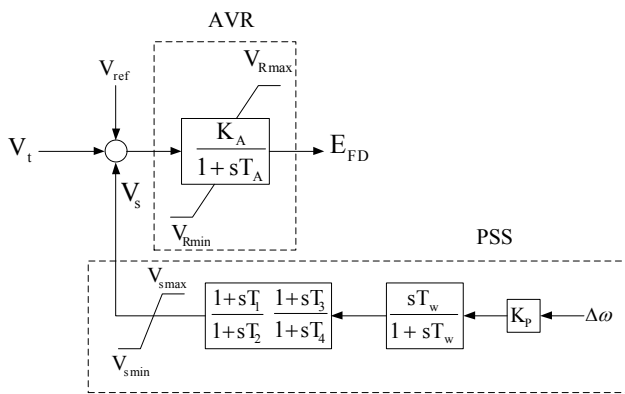 AVR
V_Rmax
V_ref
K_A
1 + sT_A
V_t
E_FD
V_s
V_Rmin
PSS
V_smax
1+sT_1 1+sT_3
1+sT_2 1+sT_4
sT_w
1 + sT_w
K_P
Δω
V_smin